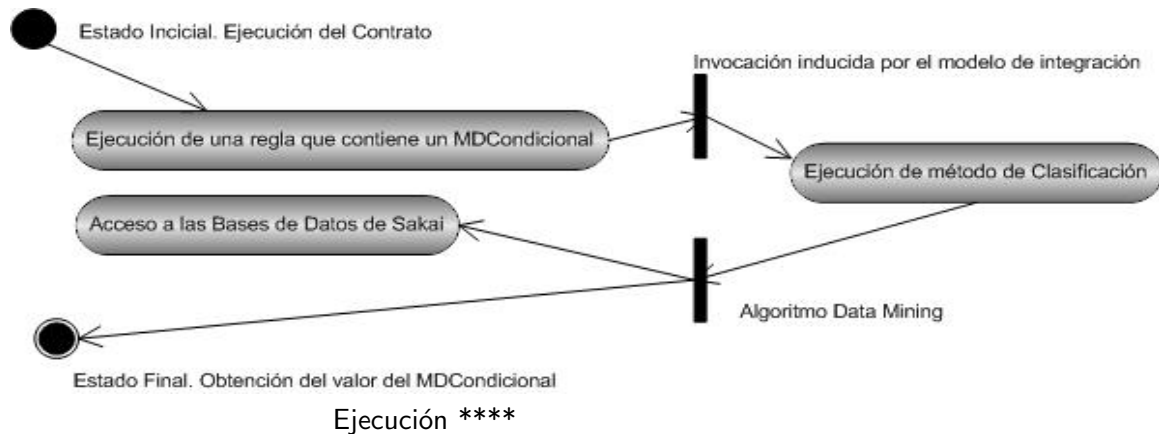 Estado Incicial. Ejecución del Contrato
Invocación inducida por el modelo de integración
Ejecución de una regla que contiene un MDCondicional
Ejecución de método de Clasificación
Acceso a las Bases de Datos de Sakai
Algoritmo Data Mining
Estado Final. Obtención del valor del MDCondicional
Ejecución ****